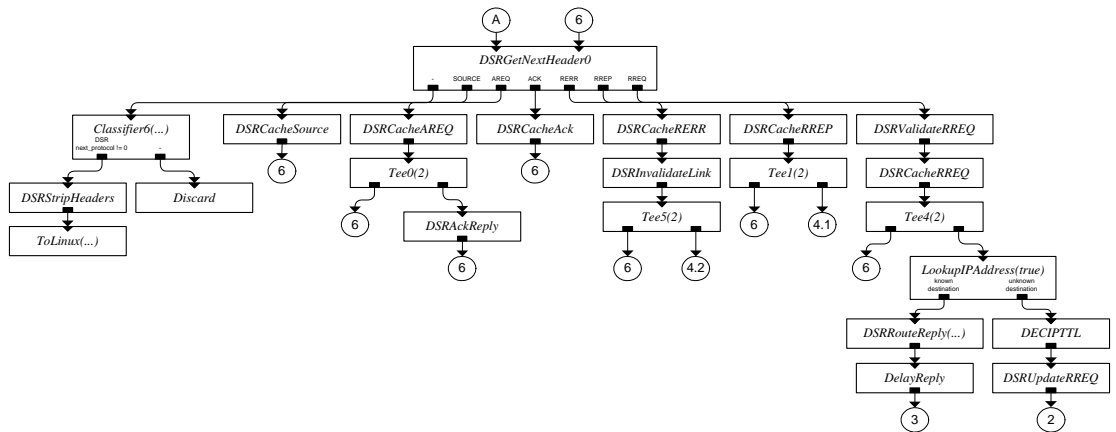 A 6
DSRGetNextHeader0
- SOURCE AREQ ACK RERR RREP RREQ
Classifier6(...) DSRCacheSource DSRCacheAREQ DSRCacheAck DSRCacheRERR DSRCacheRREP DSRValidateRREQ
DSR
next_protocol != 0 -
6 Tee0(2) 6 DSRInvalidateLink Tee1(2) DSRCacheRREQ
DSRStripHeaders Discard
6 DSRAckReply Tee5(2) 6 4.1 Tee4(2)
ToLinux(...)
6 6 4.2 6 LookupIPAddress(true)
known
destination
unknown
destination
DSRRouteReply(...) DECIPTTL
DelayReply DSRUpdateRREQ
3 2